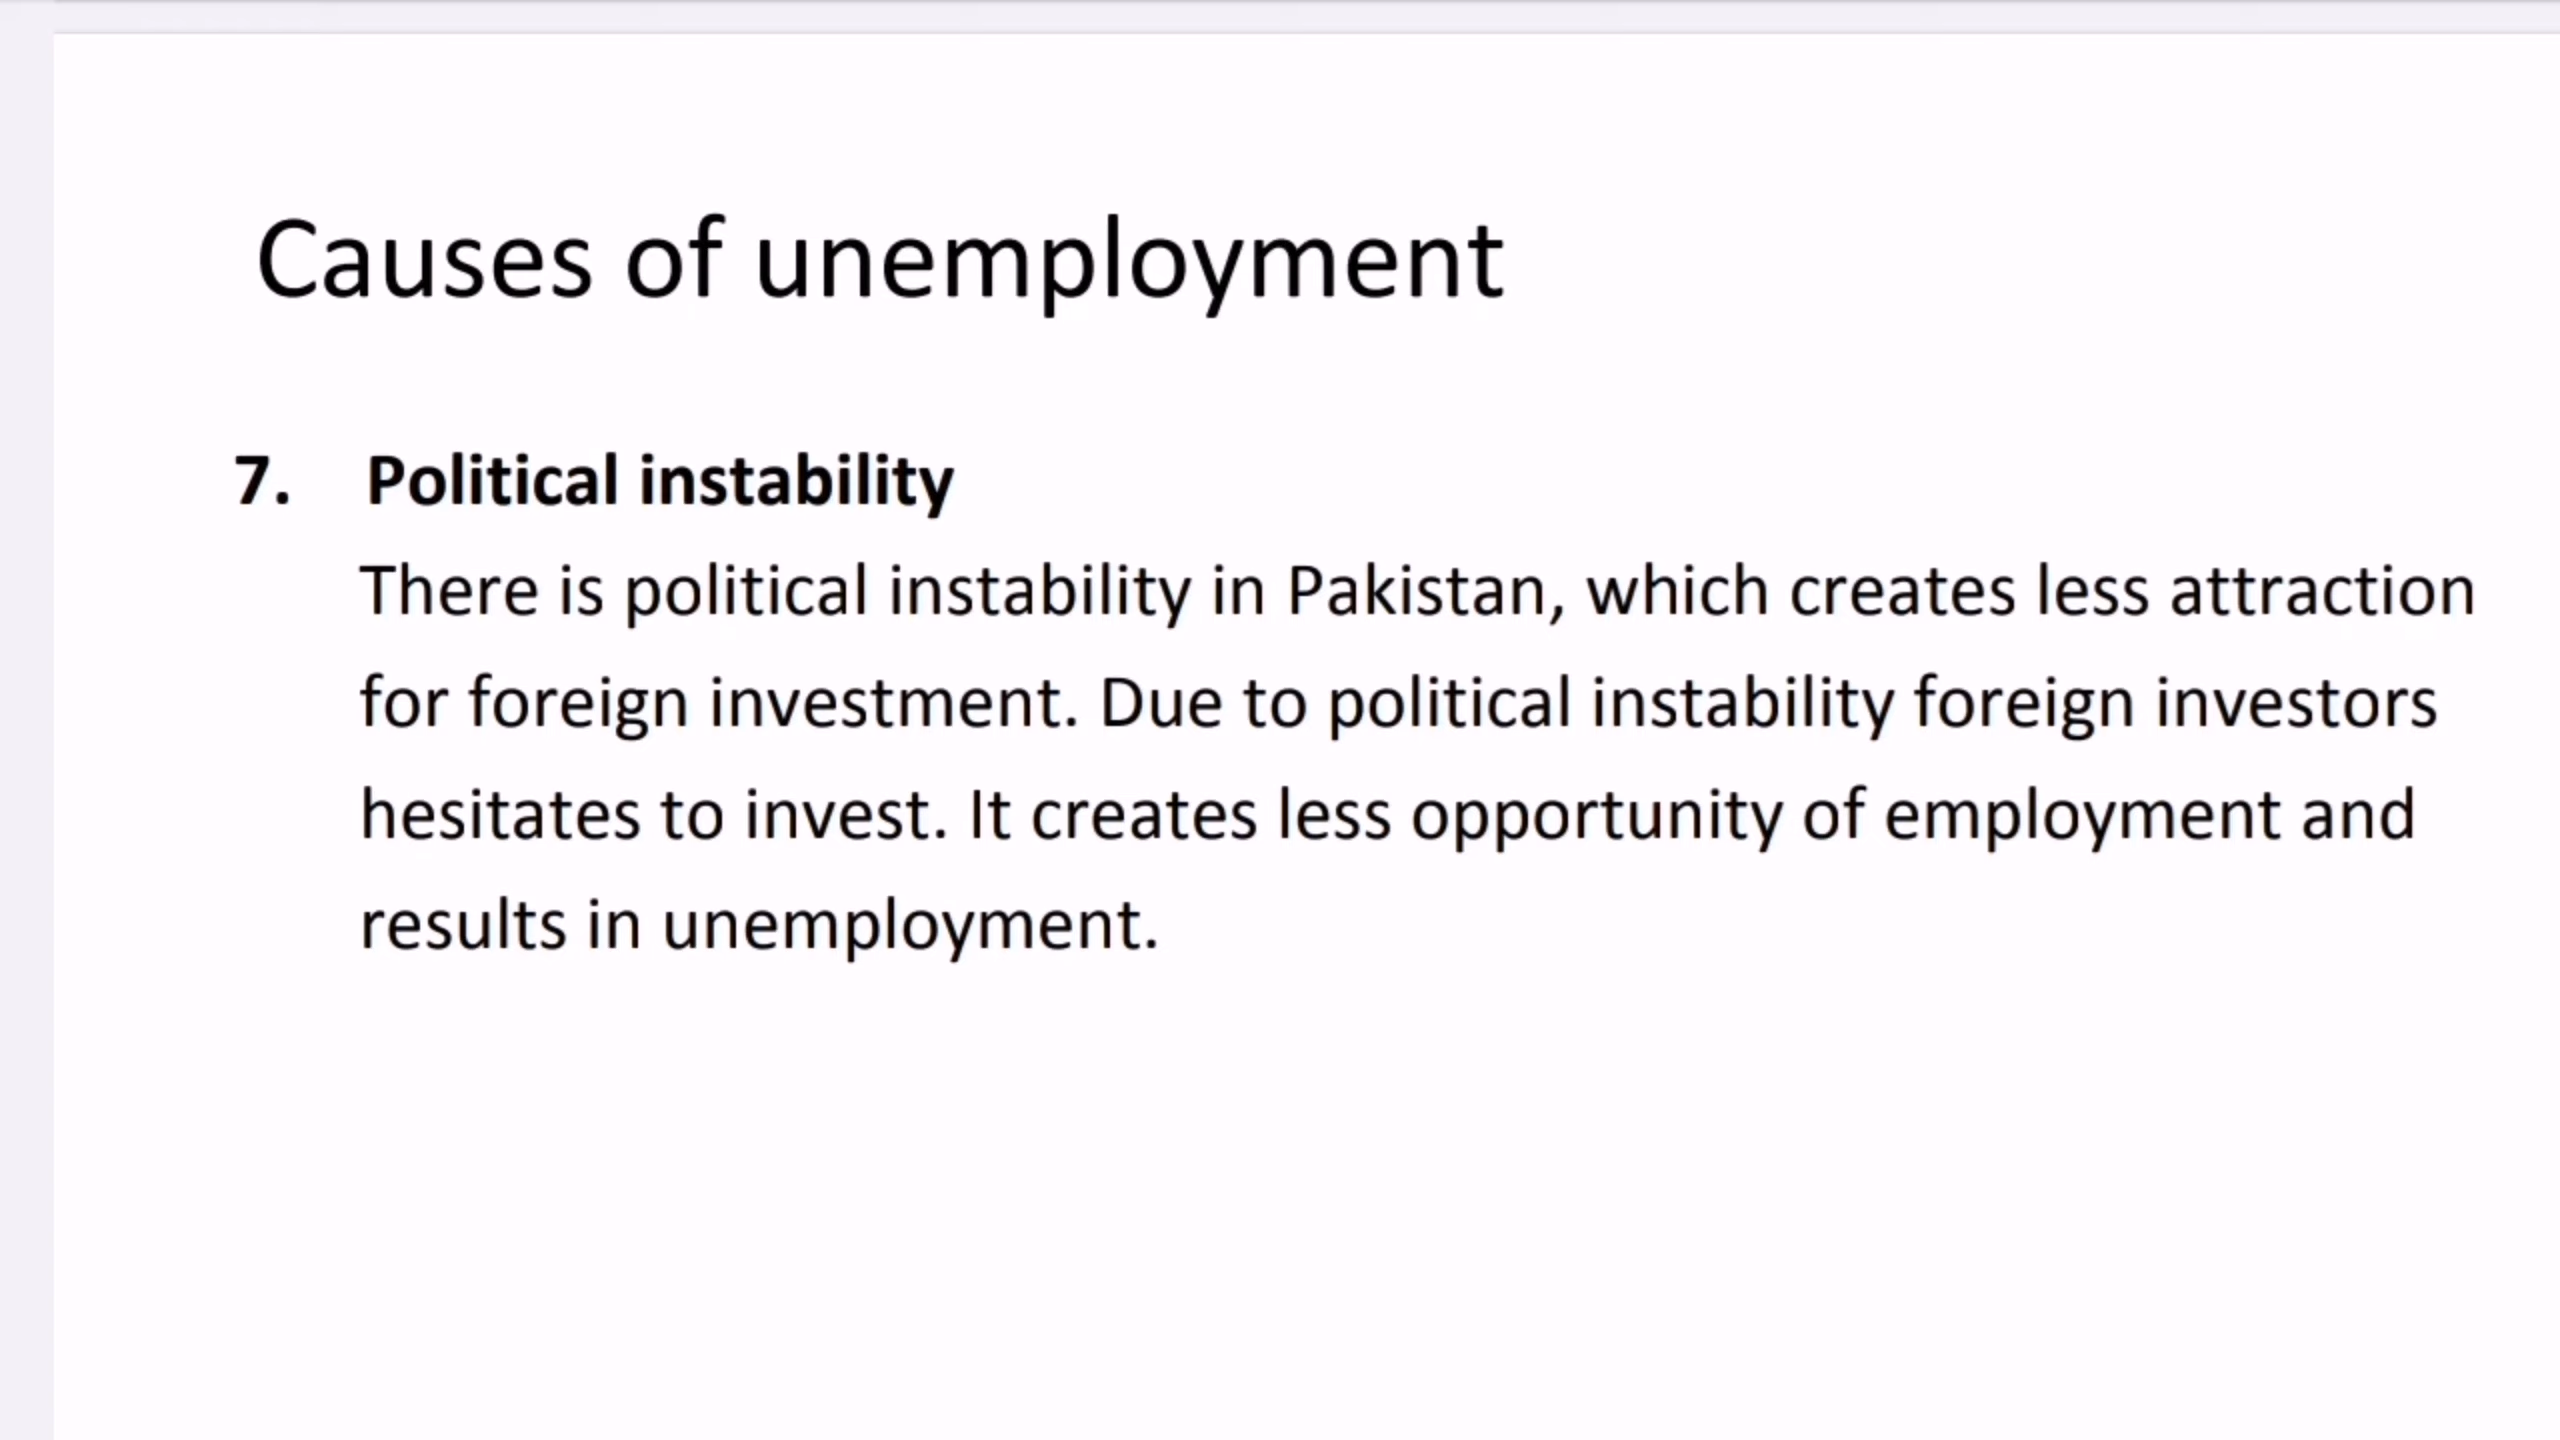 Causes of unemployment
7. Political instability
There is political instability in Pakistan, which creates less attraction
for foreign investment. Due to political instability foreign investors
hesitates to invest. It creates less opportunity of employment and
results in unemployment.